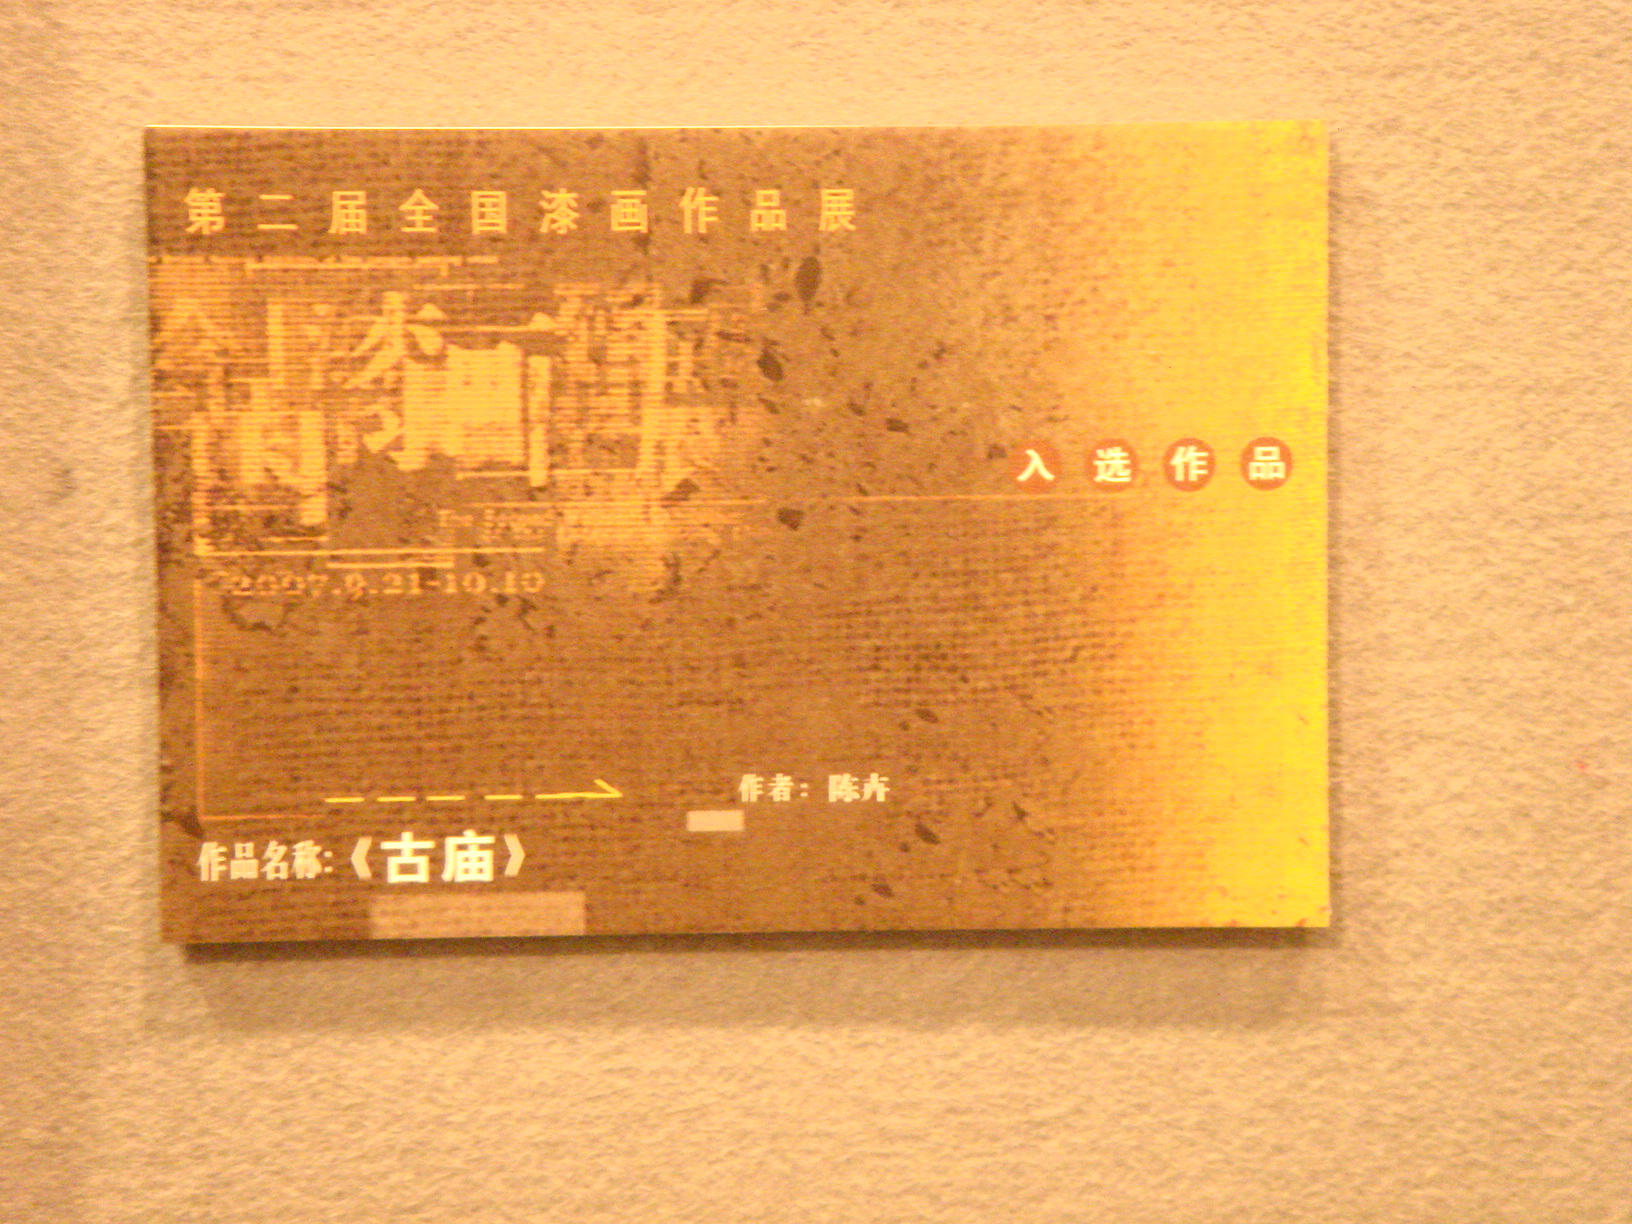 第二届全国漆画作品展
2007.9.21-10.10
入选作品
作者：陈卉
作品名称:《古庙》